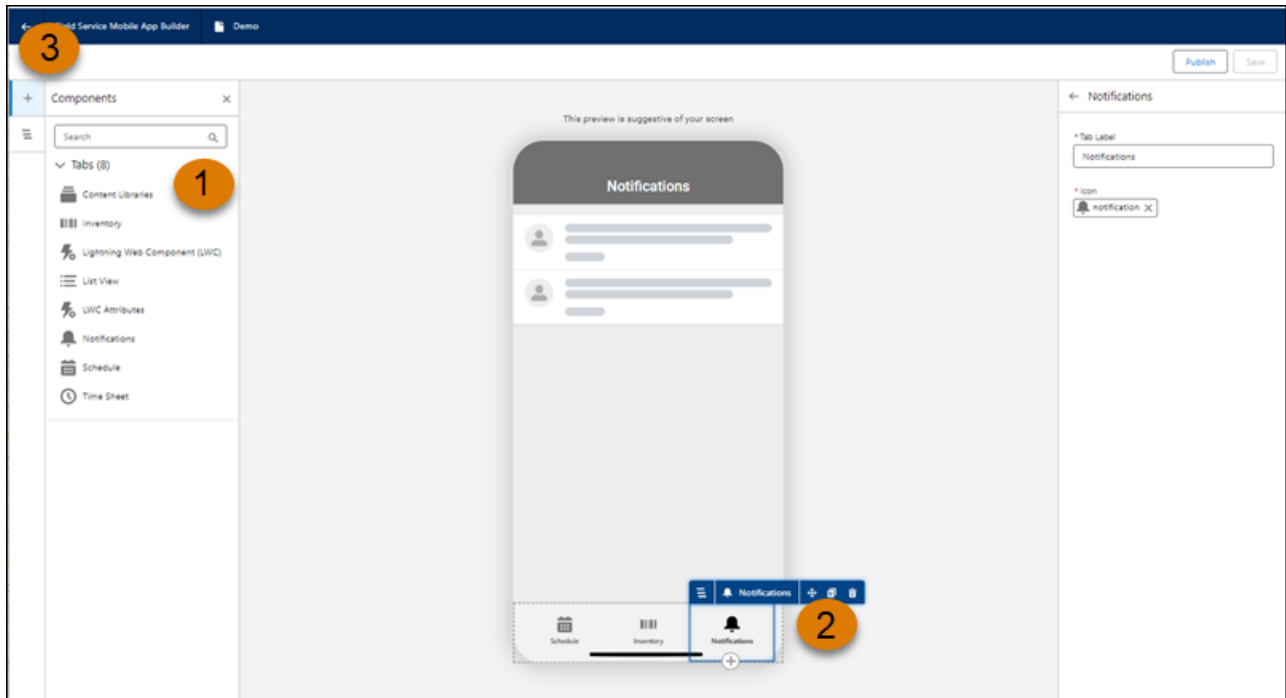 Field Service Mobile App Builder
Demo
3
Publish
Save
Components
Search
Tabs (8)
1
Content Libraries
Inventory
Lightning Web Component (LWC)
List View
LWC Attributes
Notifications
Schedule
Time Sheet
This preview is suggestive of your screen
Notifications
Notifications
2
Schedule
Inventory
Notifications
Notifications
*Tab Label
Notifications
*Icon
notification